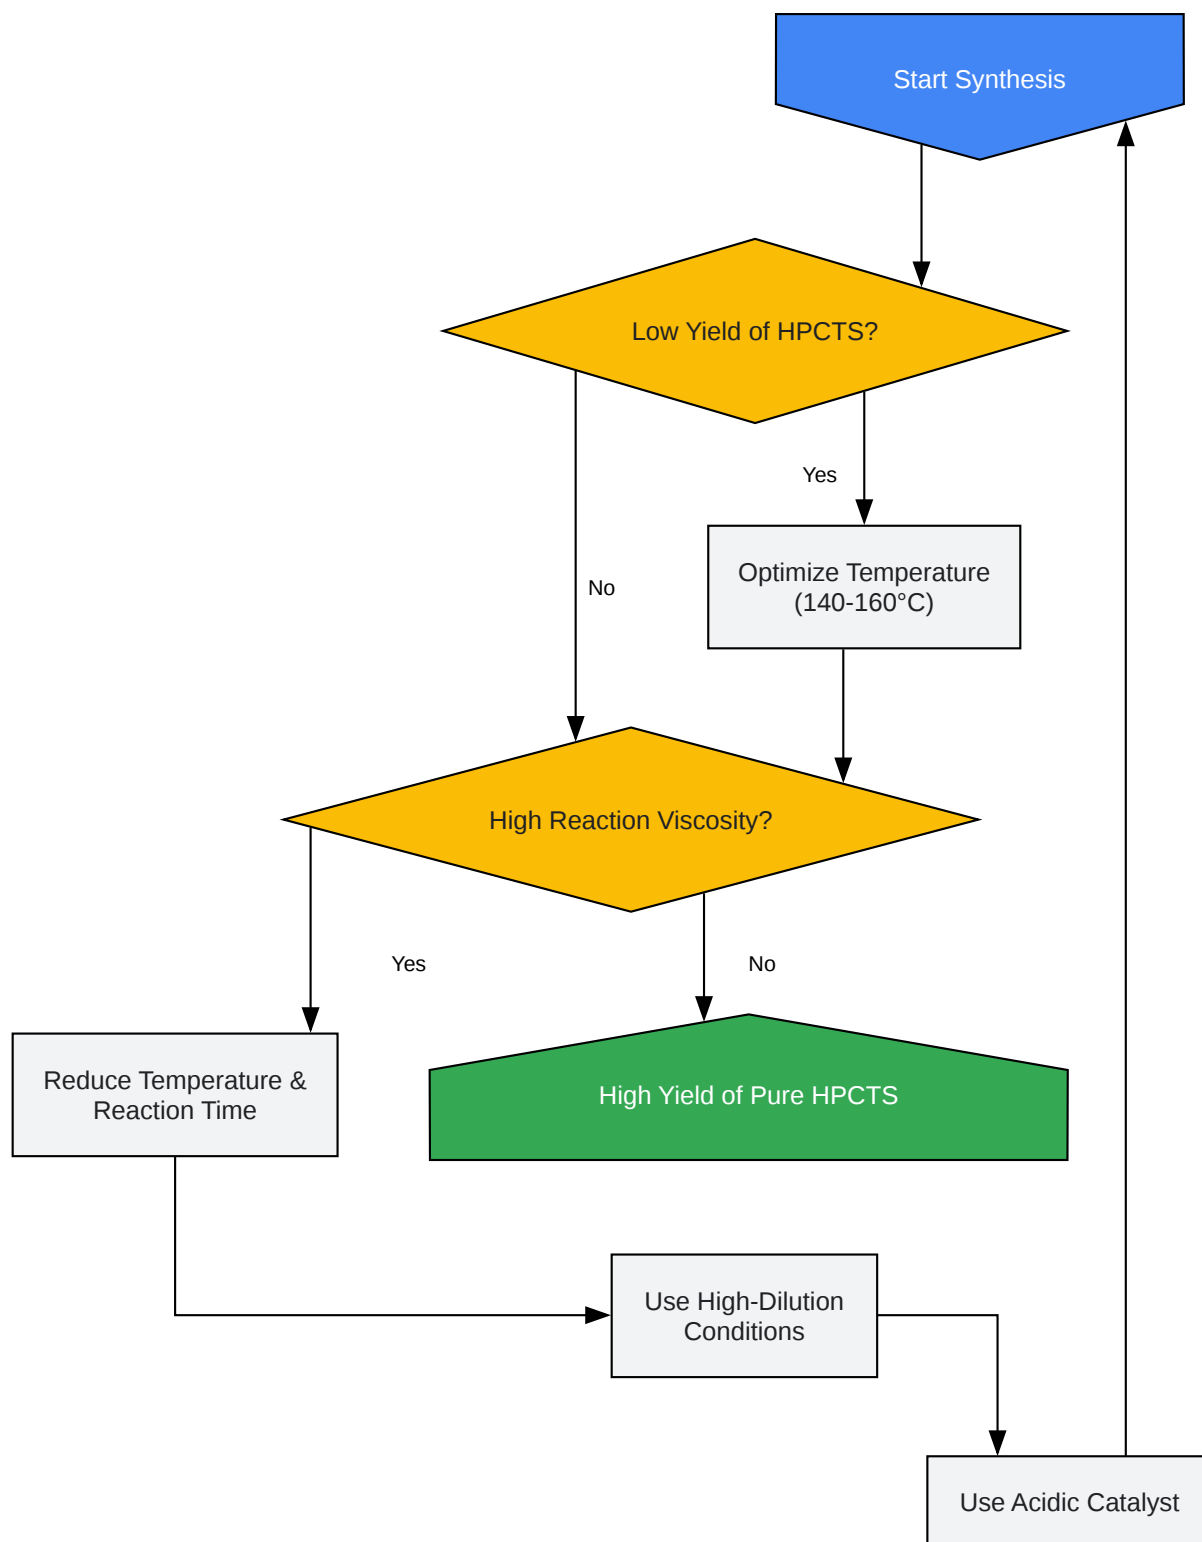 Start Synthesis
Low Yield of HPCTS?
Yes
Optimize Temperature
(140-160°C)
No
High Reaction Viscosity?
Yes
No
Reduce Temperature &
Reaction Time
High Yield of Pure HPCTS
Use High-Dilution
Conditions
Use Acidic Catalyst